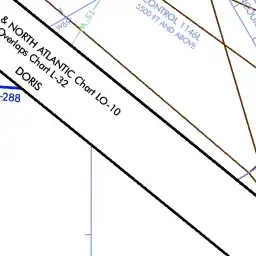 CONTROL 1146L
5500 FT AND ABOVE
& NORTH ATLANTIC Chart LO-10
Overlaps Chart L-32
DORIS
-288